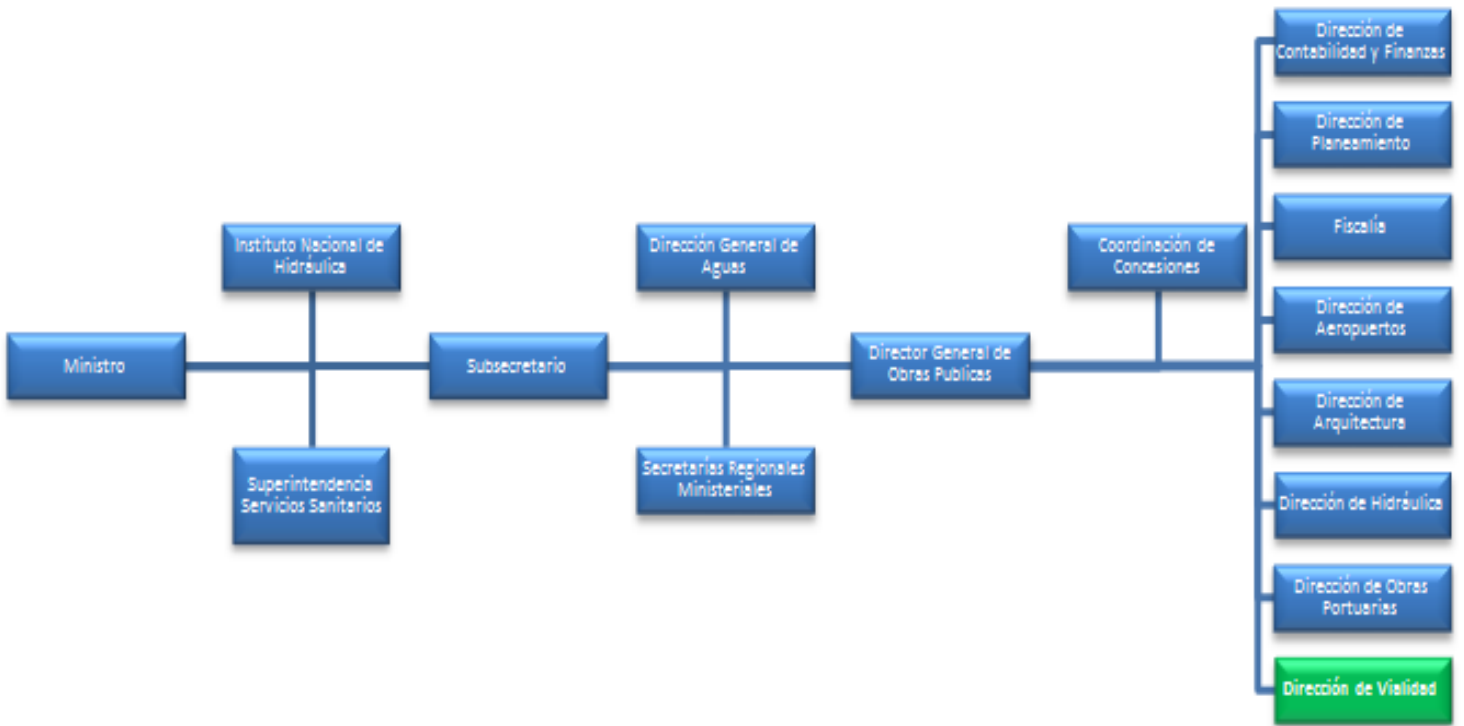 Ministro
Instituto Nacional de
Hidráulica
Superintendencia
Servicios Sanitarios
Subsecretario
Dirección General de
Aguas
Secretarías Regionales
Ministeriales
Director General de
Obras Publicas
Coordinación de
Concesiones
Dirección de
Contabilidad y Finanzas
Dirección de
Planeamiento
Fiscalía
Dirección de
Aeropuertos
Dirección de
Arquitectura
Dirección de Hidráulica
Dirección de Obras
Portuarias
Dirección de Vialidad